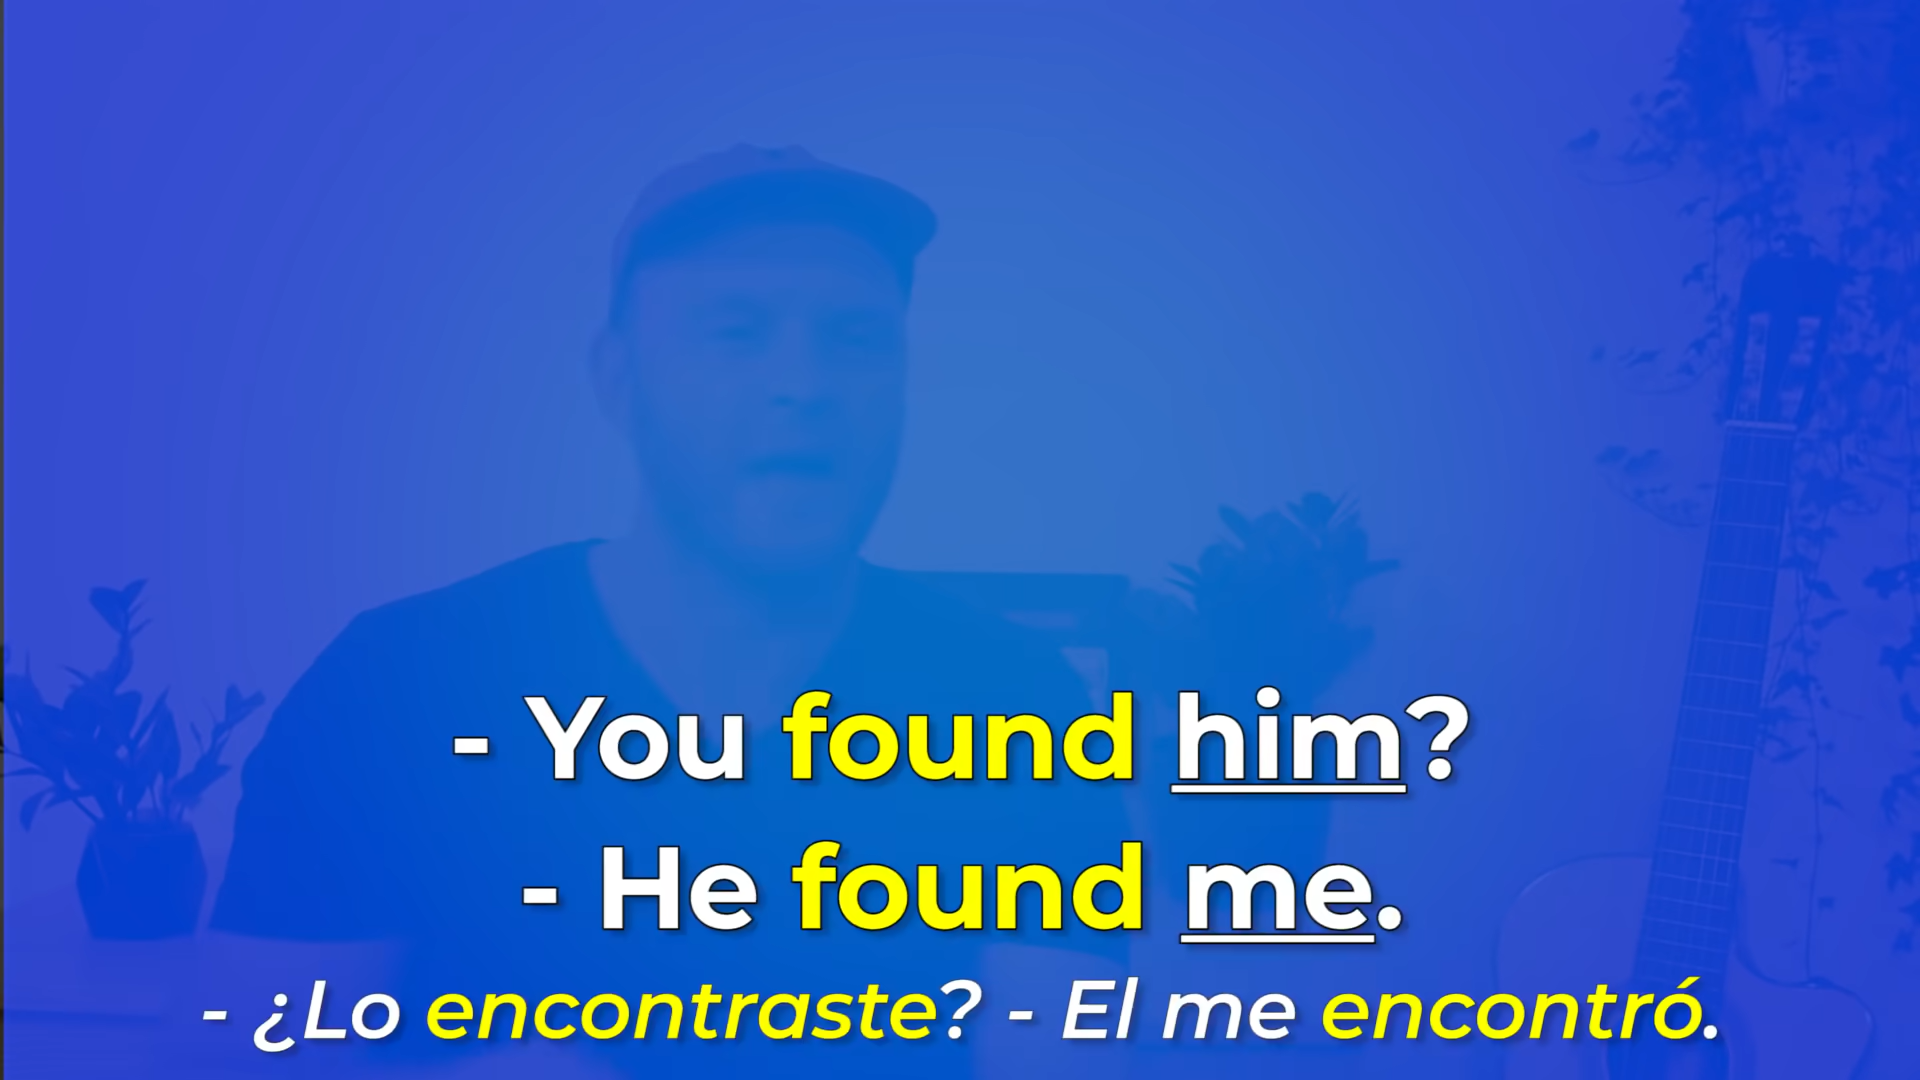 - You found him?
- He found me.
- ¿Lo encontraste? - El me encontró.